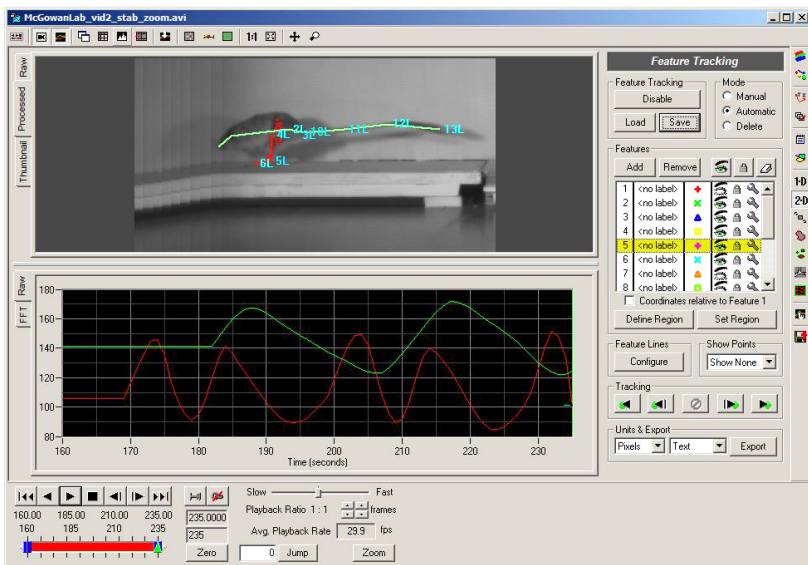 McGowanLab_vid2_stab_zoom.avi
1:1
Raw
Processed
Thumbnail
4L 2L 3L 10L 11L 12L 13L
6L 5L
Feature Tracking
Feature Tracking
Disable
Load Save
Mode
Manual
Automatic
Delete
Features
Add Remove
1 <no label>
2 <no label>
3 <no label>
4 <no label>
5 <no label>
6 <no label>
7 <no label>
8 <no label>
Coordinates relative to Feature 1
Define Region Set Region
Feature Lines
Configure
Show Points
Show None
Tracking
Units & Export
Pixels Text Export
1-D
2-D
Raw
FFT
180
160
140
120
100
80
160 170 180 190 200 210 220 230
Time (seconds)
160.00 185.00 210.00 235.00
160 185 210 235
235.0000
235
Zero
Slow Fast
Playback Ratio 1 : 1 frames
Avg. Playback Rate 29.9 fps
0 Jump Zoom